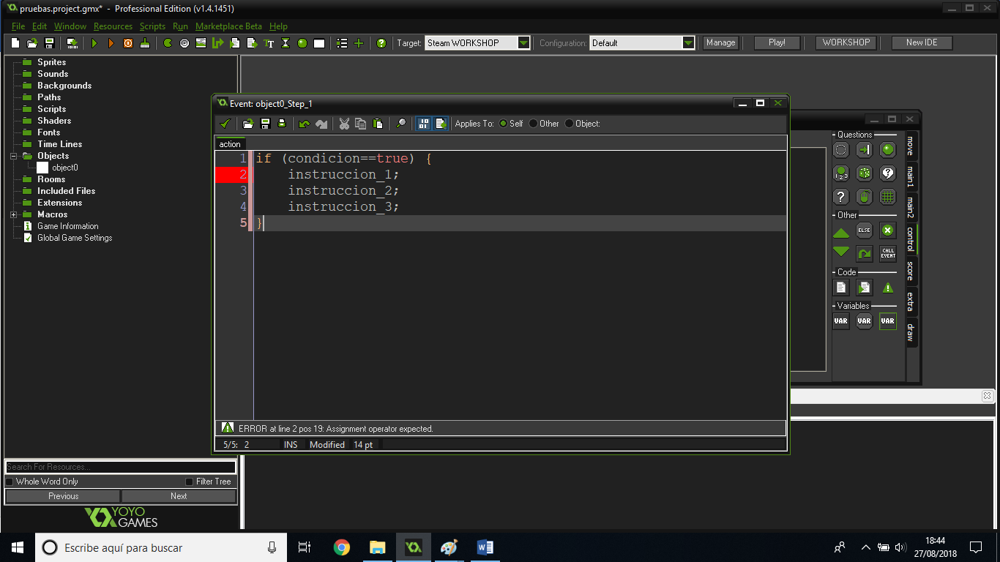 pruebas.project.gmx* - Professional Edition (v1.4.1451)
File Edit Window Resources Scripts Run Marketplace Beta Help
Target: Steam WORKSHOP Configuration: Default Manage Play! WORKSHOP New IDE
Sprites
Sounds
Backgrounds
Paths
Scripts
Shaders
Fonts
Time Lines
Objects
object0
Rooms
Included Files
Extensions
Macros
Game Information
Global Game Settings
Search For Resources...
Whole Word Only Filter Tree
Previous Next
YOYO
GAMES
Event: object0_Step_1
Applies To: Self Other Object:
action
1 if (condicion==true) {
2 instruccion_1;
3 instruccion_2;
4 instruccion_3;
5 }
ERROR at line 2 pos 19: Assignment operator expected.
5/5: 2 INS Modified 14 pt
Questions
Other
ELSE
CALL
EVENT
Code
Variables
VAR VAR VAR
move
main1
main2
control
score
extra
draw
Escribe aquí para buscar
18:44
27/08/2018